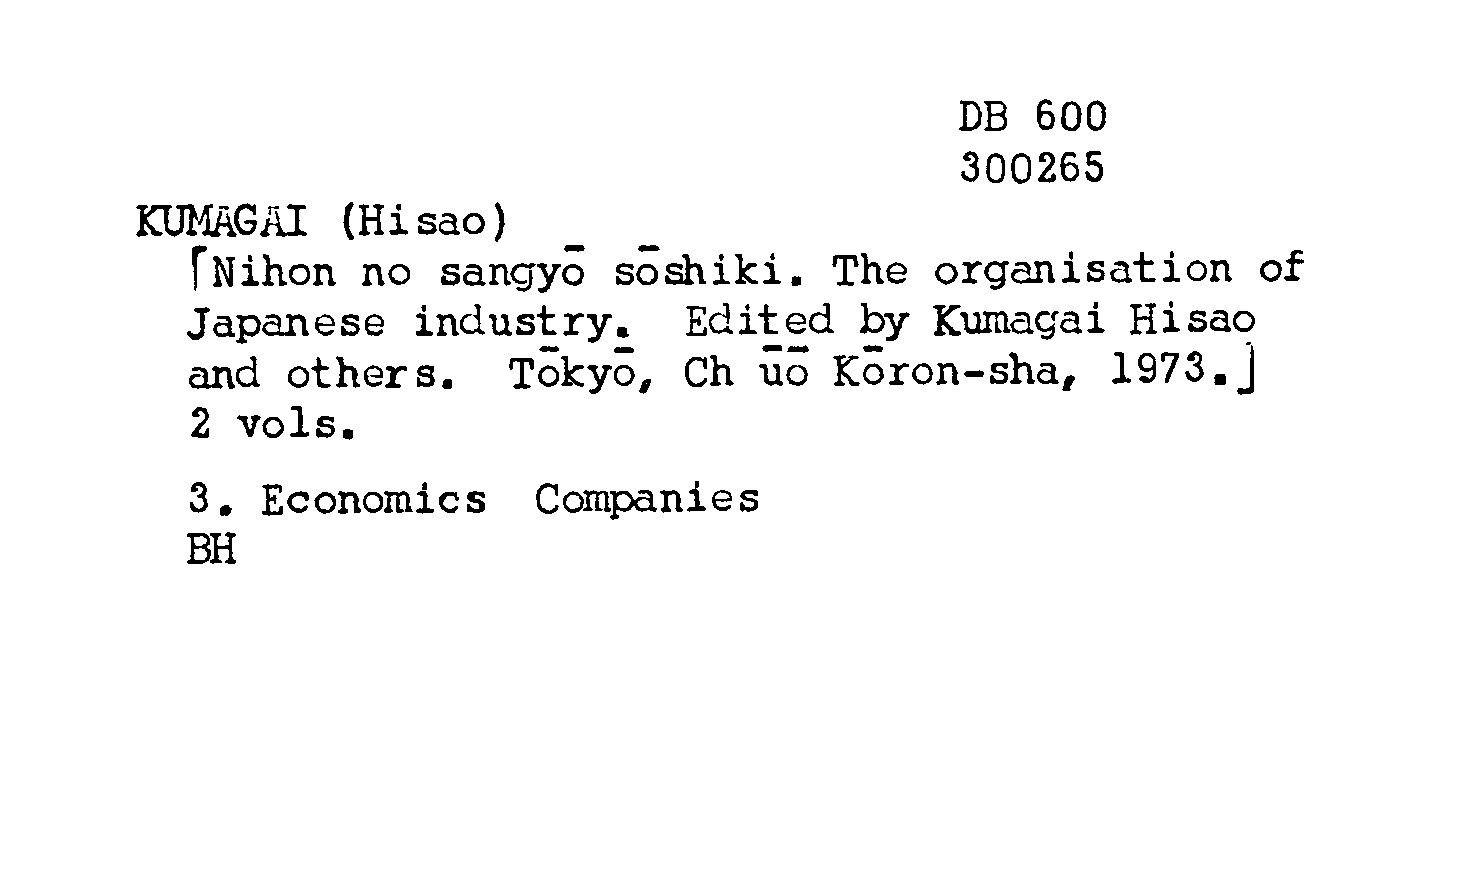 DB 600
300265
KUMAGAI (Hisao)
⌈Nihon no sangyō sōshiki. The organisation of
Japanese industry. Edited by Kumagai Hisao
and others. Tōkyō, Ch ūō Kōron-sha, 1973.⌋
2 vols.
3. Economics Companies
BH